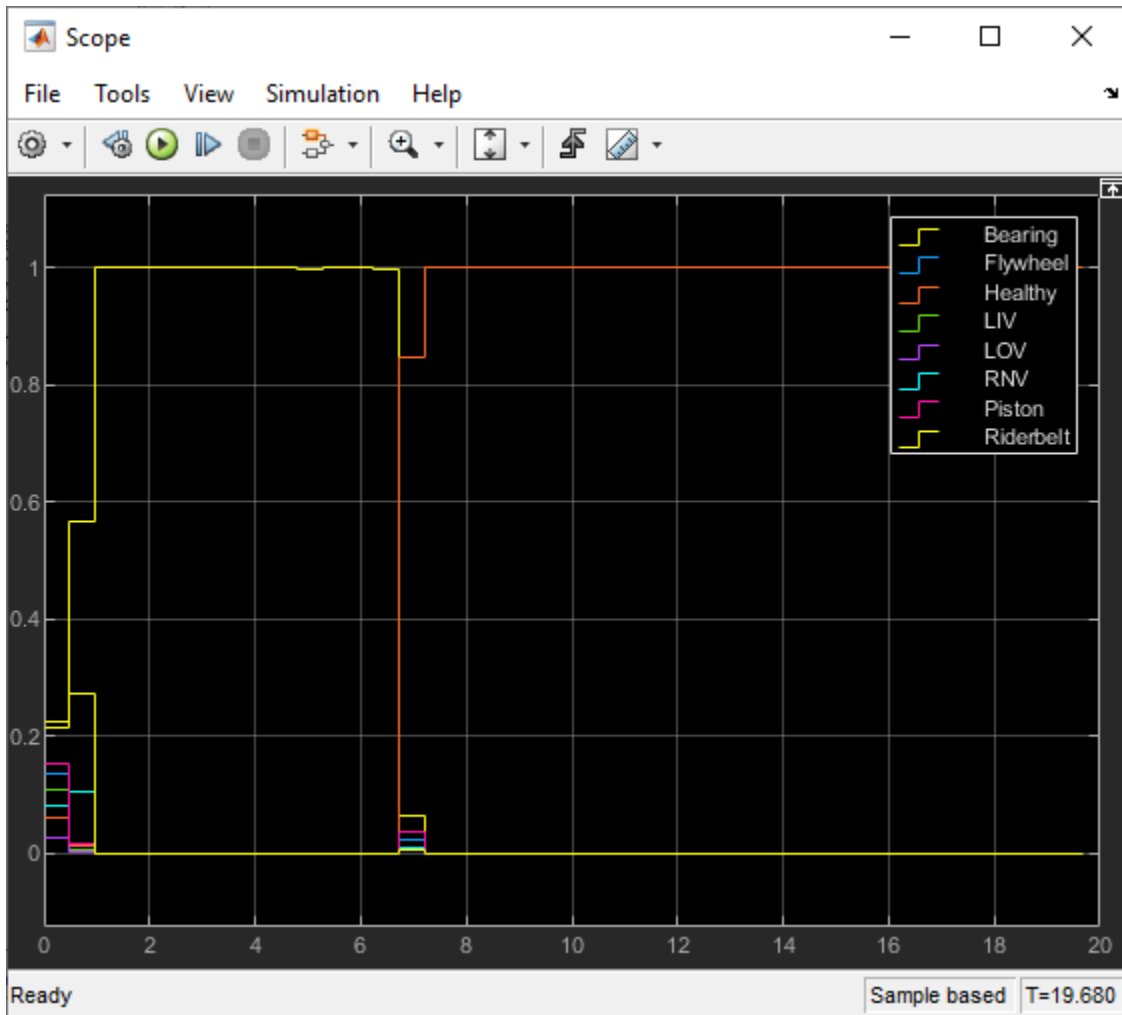 Scope
File Tools View Simulation Help
Bearing
Flywheel
Healthy
LIV
LOV
RNV
Piston
Riderbelt
1
0.8
0.6
0.4
0.2
0
0 2 4 6 8 10 12 14 16 18 20
Ready Sample based T=19.680